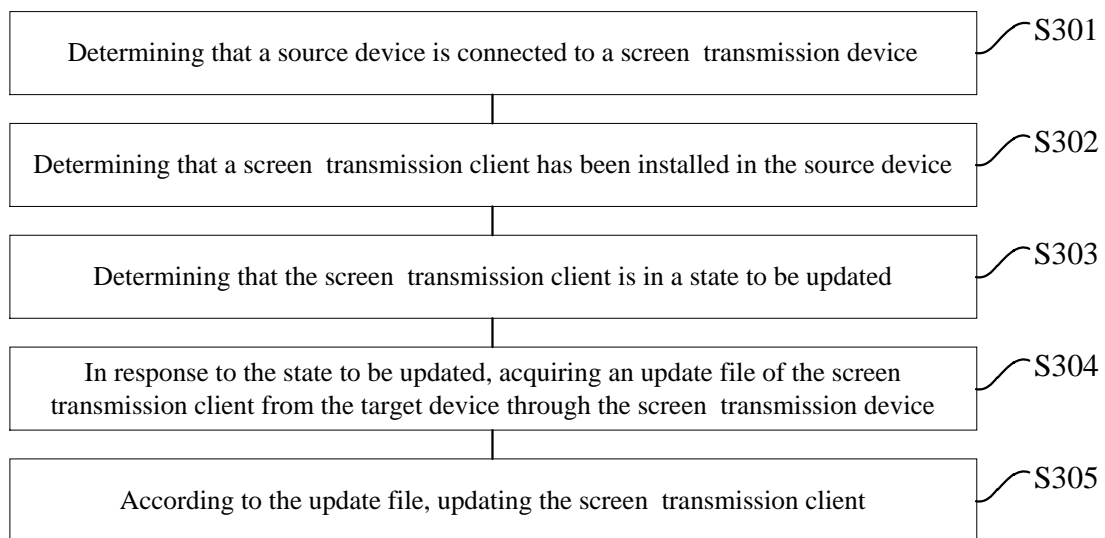 Determining that a source device is connected to a screen transmission device
S301
Determining that a screen transmission client has been installed in the source device
S302
Determining that the screen transmission client is in a state to be updated
S303
In response to the state to be updated, acquiring an update file of the screen
transmission client from the target device through the screen transmission device
S304
According to the update file, updating the screen transmission client
S305